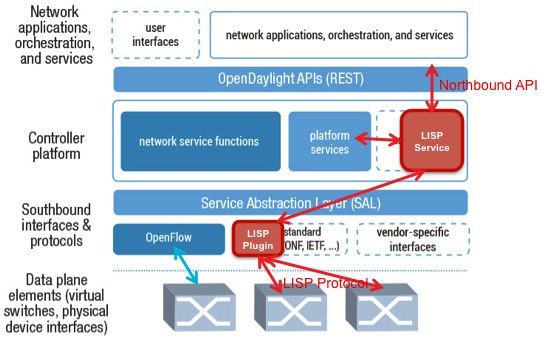 Network
applications,
orchestration,
and services
user
interfaces
network applications, orchestration, and services
OpenDaylight APIs (REST)
Northbound API
Controller
platform
network service functions
platform
services
LISP
Service
Service Abstraction Layer (SAL)
Southbound
interfaces &
protocols
OpenFlow
LISP
Plugin
standard
ONF, IETF, ...)
vendor-specific
interfaces
Data plane
elements (virtual
switches, physical
device interfaces)
LISP Protocol